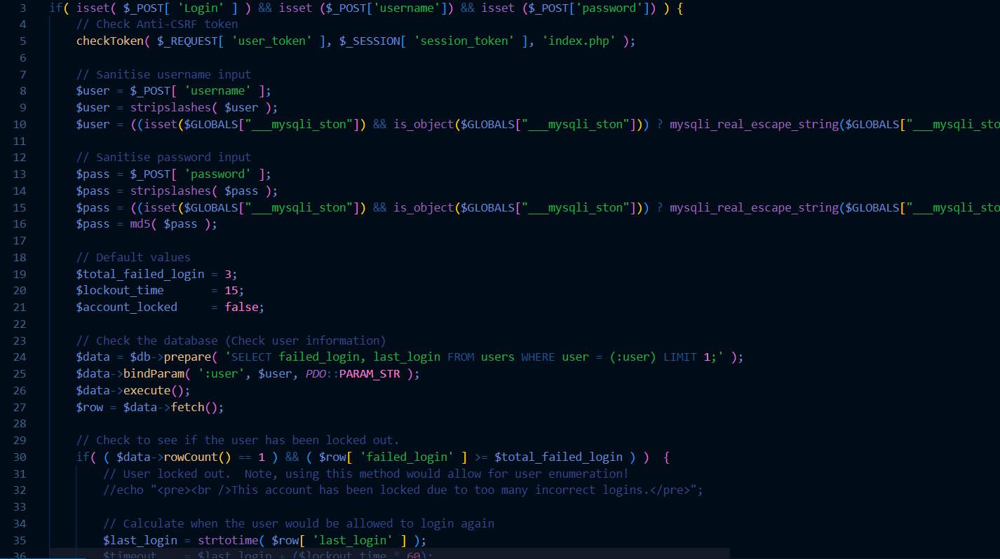 3 if( isset( $_POST[ 'Login' ] ) && isset ($_POST['username']) && isset ($_POST['password']) ) {
4 // Check Anti-CSRF token
5 checkToken( $_REQUEST[ 'user_token' ], $_SESSION[ 'session_token' ], 'index.php' );
6
7 // Sanitise username input
8 $user = $_POST[ 'username' ];
9 $user = stripslashes( $user );
10 $user = ((isset($GLOBALS["___mysqli_ston"]) && is_object($GLOBALS["___mysqli_ston"])) ? mysqli_real_escape_string($GLOBALS["___mysqli_sto
11
12 // Sanitise password input
13 $pass = $_POST[ 'password' ];
14 $pass = stripslashes( $pass );
15 $pass = ((isset($GLOBALS["___mysqli_ston"]) && is_object($GLOBALS["___mysqli_ston"])) ? mysqli_real_escape_string($GLOBALS["___mysqli_sto
16 $pass = md5( $pass );
17
18 // Default values
19 $total_failed_login = 3;
20 $lockout_time = 15;
21 $account_locked = false;
22
23 // Check the database (Check user information)
24 $data = $db->prepare( 'SELECT failed_login, last_login FROM users WHERE user = (:user) LIMIT 1;' );
25 $data->bindParam( ':user', $user, PDO::PARAM_STR );
26 $data->execute();
27 $row = $data->fetch();
28
29 // Check to see if the user has been locked out.
30 if( ( $data->rowCount() == 1 ) && ( $row[ 'failed_login' ] >= $total_failed_login ) ) {
31 // User locked out.  Note, using this method would allow for user enumeration!
32 //echo "<pre><br />This account has been locked due to too many incorrect logins.</pre>";
33
34 // Calculate when the user would be allowed to login again
35 $last_login = strtotime( $row[ 'last_login' ] );
36 $timeout = $last_login + ($lockout_time * 60);